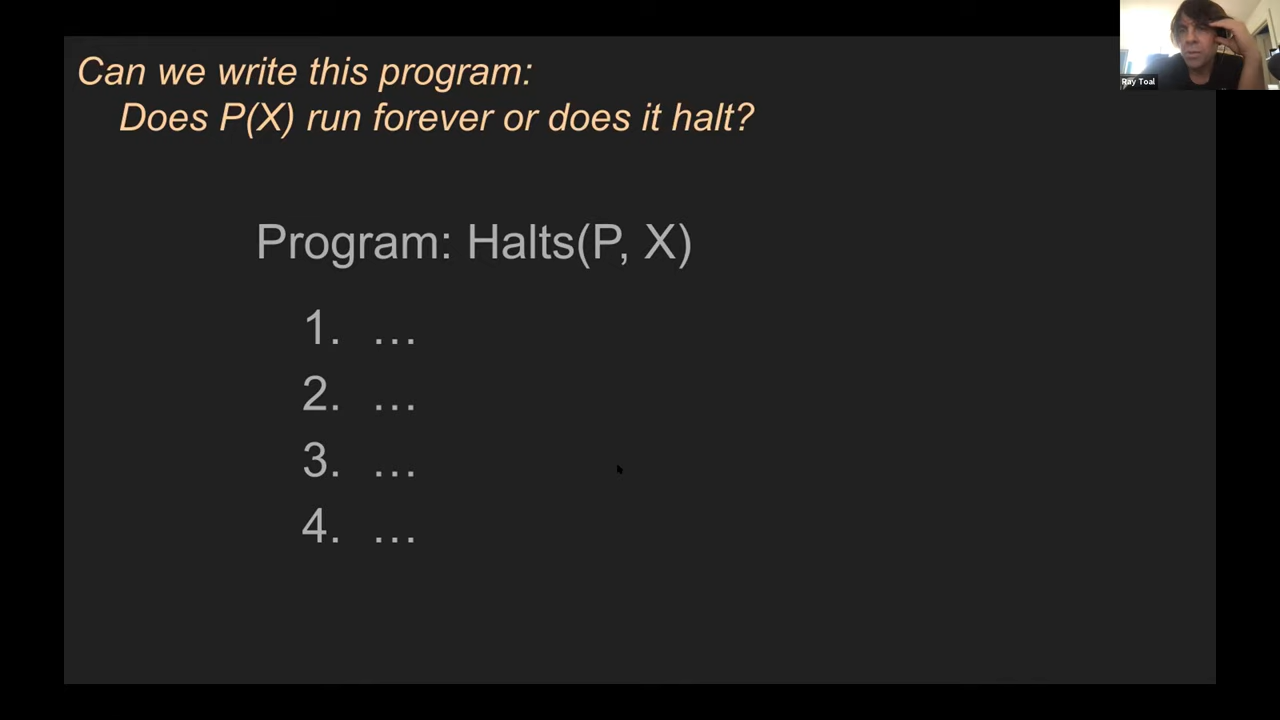 Can we write this program:
Does P(X) run forever or does it halt?
Program: Halts(P, X)
1. …
2. …
3. …
4. …
Ray Toal